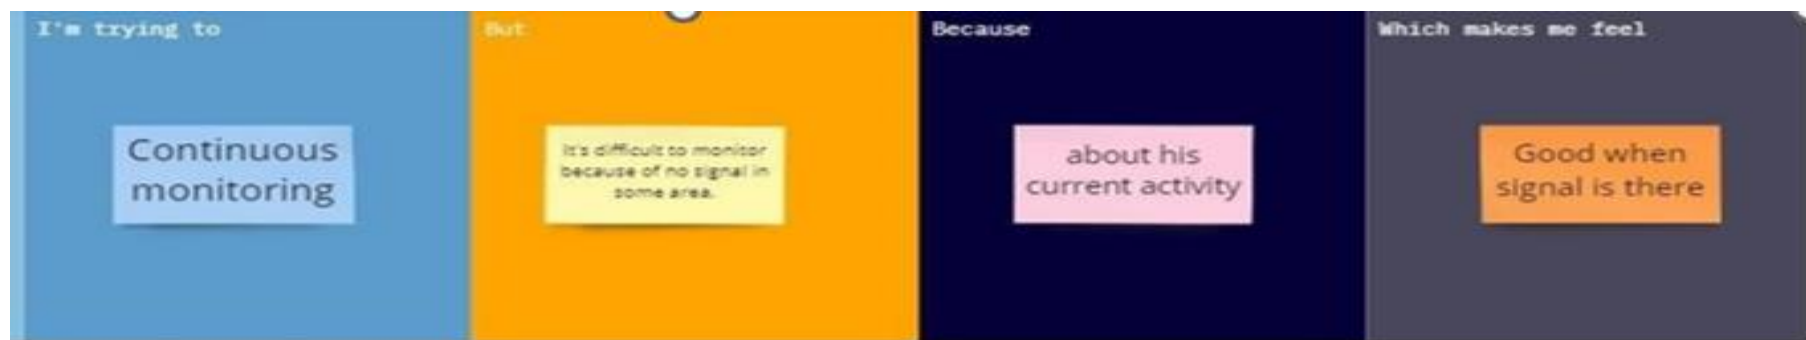 I'm trying to
Continuous
monitoring
But
It's difficult to monitor
because of no signal in
some area.
Because
about his
current activity
Which makes me feel
Good when
signal is there